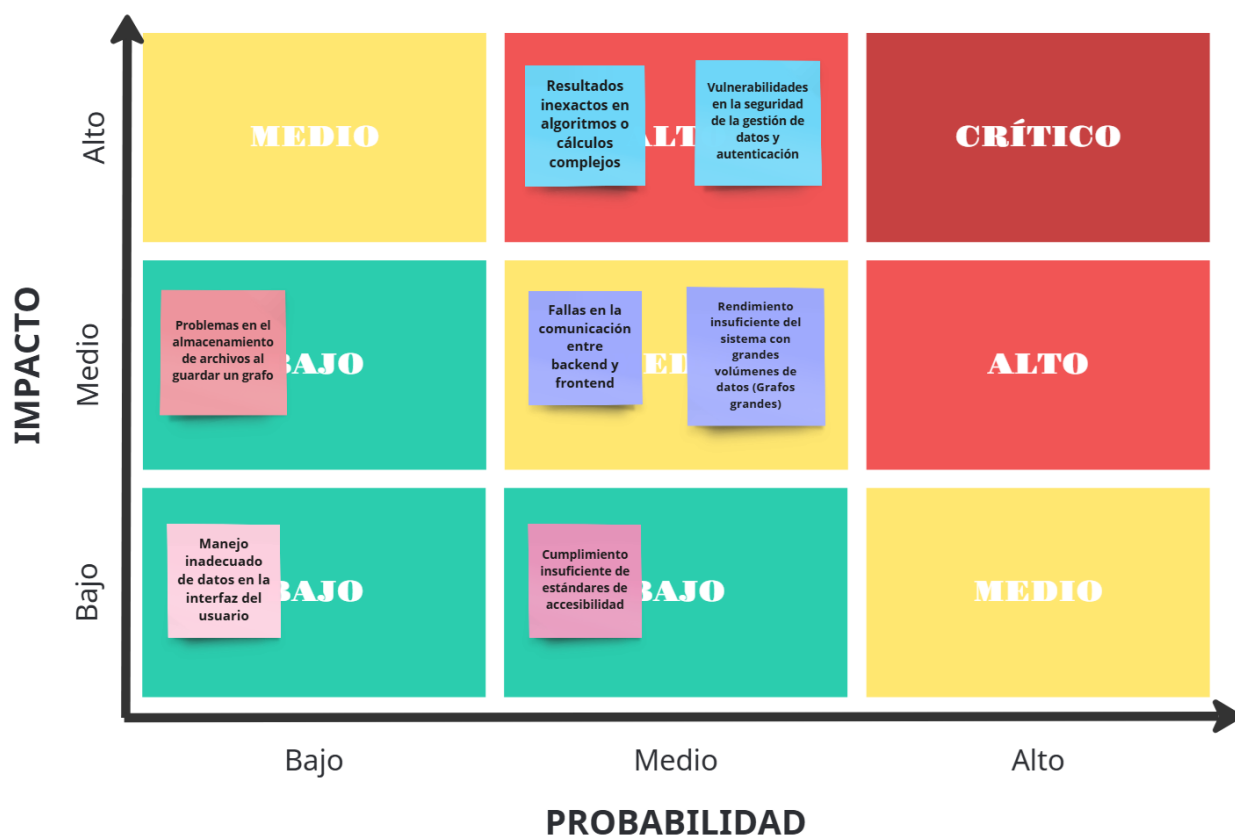 IMPACTO
Alto
MEDIO
Resultados
inexactos en
algoritmos o
cálculos
complejos
Vulnerabilidades
en la seguridad
de la gestión de
datos y
autenticación
CRÍTICO
Medio
Problemas en el
almacenamiento
de archivos al
guardar un grafo
BAJO
Fallas en la
comunicación
entre
backend y
frontend
Rendimiento
insuficiente del
sistema con
grandes
volúmenes de
datos (Grafos
grandes)
ALTO
Bajo
Manejo
inadecuado
de datos en la
interfaz del
usuario
BAJO
Cumplimiento
insuficiente de
estándares de
accesibilidad
BAJO
MEDIO
Bajo
Medio
Alto
PROBABILIDAD